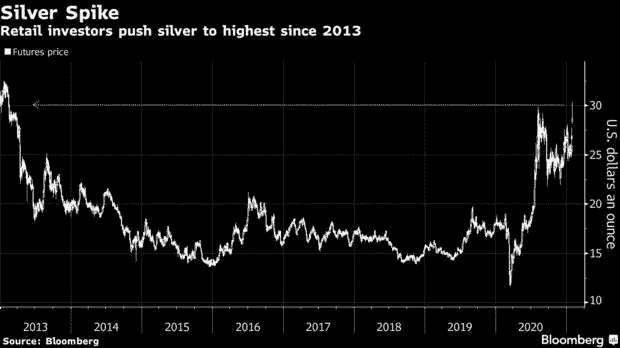 Silver Spike
Retail investors push silver to highest since 2013
Futures price
30
25
20
15
10
U.S. dollars an ounce
2013 2014 2015 2016 2017 2018 2019 2020
Source: Bloomberg
Bloomberg